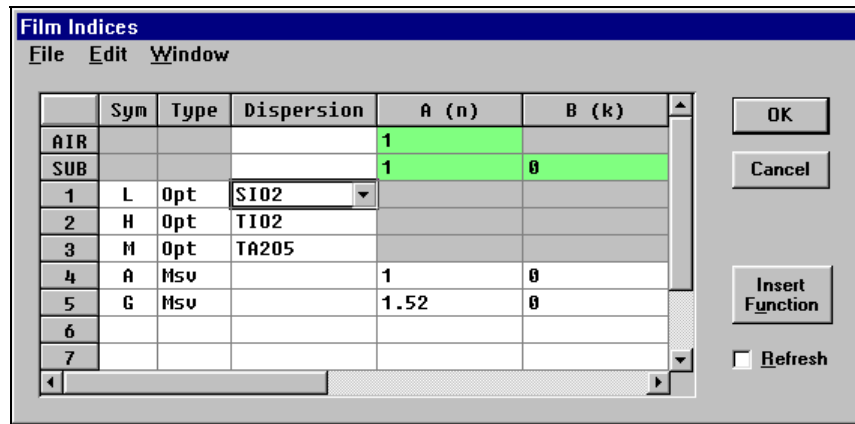 Film Indices
File Edit Window
Sym Type Dispersion A (n) B (k)
AIR 1
SUB 1 0
1 L Opt SIO2
2 H Opt TIO2
3 M Opt TA2O5
4 A Msv 1 0
5 G Msv 1.52 0
6
7
OK
Cancel
Insert
Function
Refresh